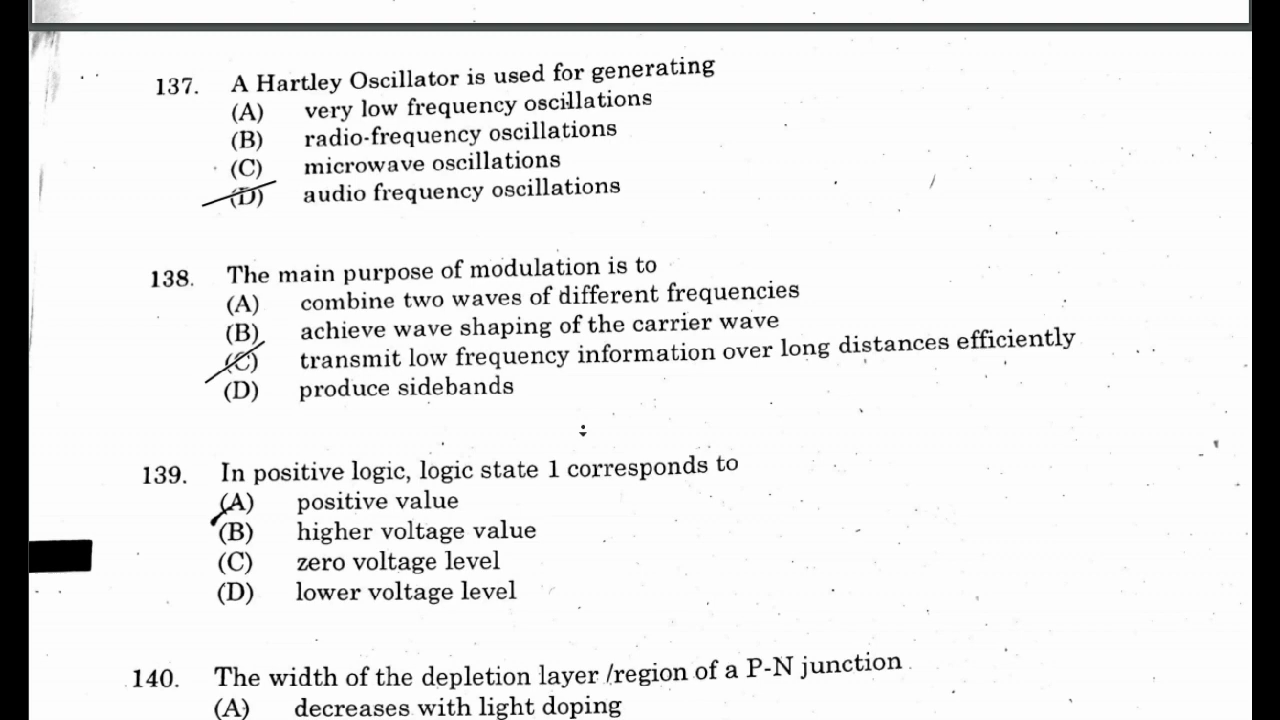 137. A Hartley Oscillator is used for generating
(A) very low frequency oscillations
(B) radio-frequency oscillations
(C) microwave oscillations
(D) audio frequency oscillations
138. The main purpose of modulation is to
(A) combine two waves of different frequencies
(B) achieve wave shaping of the carrier wave
(C) transmit low frequency information over long distances efficiently
(D) produce sidebands
139. In positive logic, logic state 1 corresponds to
(A) positive value
(B) higher voltage value
(C) zero voltage level
(D) lower voltage level
140. The width of the depletion layer /region of a P-N junction
(A) decreases with light doping